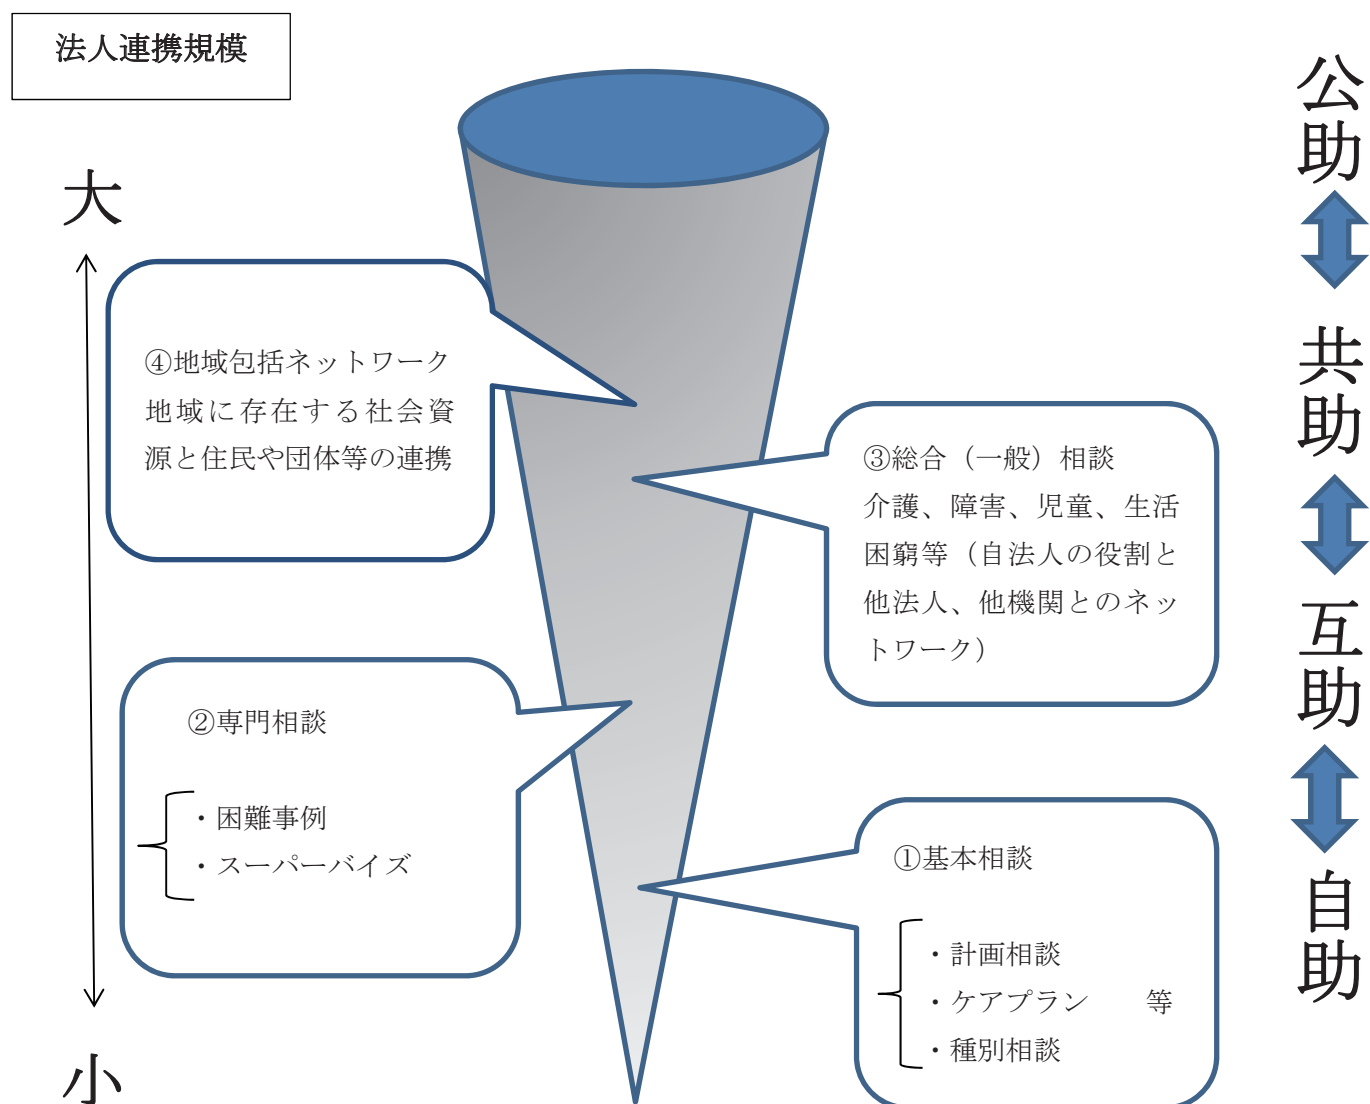 法人連携規模
大
小
④地域包括ネットワーク
地域に存在する社会資
源と住民や団体等の連携
③総合（一般）相談
介護、障害、児童、生活
困窮等（自法人の役割と
他法人、他機関とのネッ
トワーク）
②専門相談
・困難事例
・スーパーバイズ
①基本相談
・計画相談
・ケアプラン　　等
・種別相談
公助
共助
互助
自助